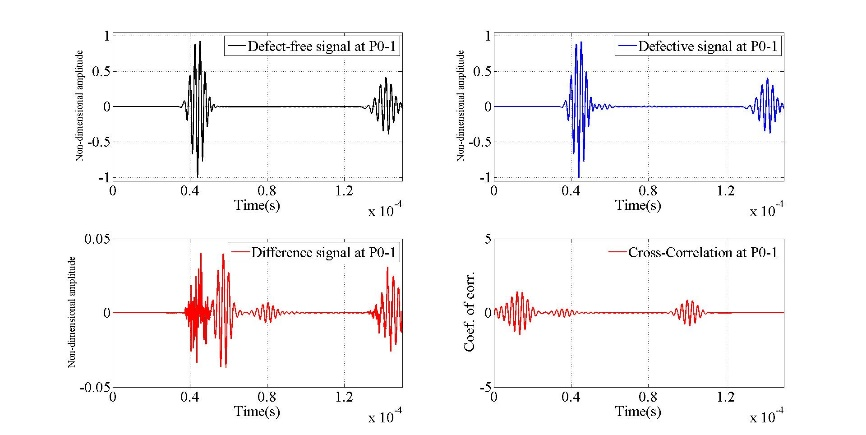 Defect-free signal at P0-1
Non-dimensional amplitude
1
0.5
0
-0.5
-1
0 0.4 0.8 1.2
Time(s)
x 10^-4
Defective signal at P0-1
Non-dimensional amplitude
1
0.5
0
-0.5
-1
0 0.4 0.8 1.2
Time(s)
x 10^-4
Difference signal at P0-1
Non-dimensional amplitude
0.05
0
-0.05
0 0.4 0.8 1.2
Time(s)
x 10^-4
Cross-Correlation at P0-1
Coef. of corr.
5
0
-5
0 0.4 0.8 1.2
Time(s)
x 10^-4